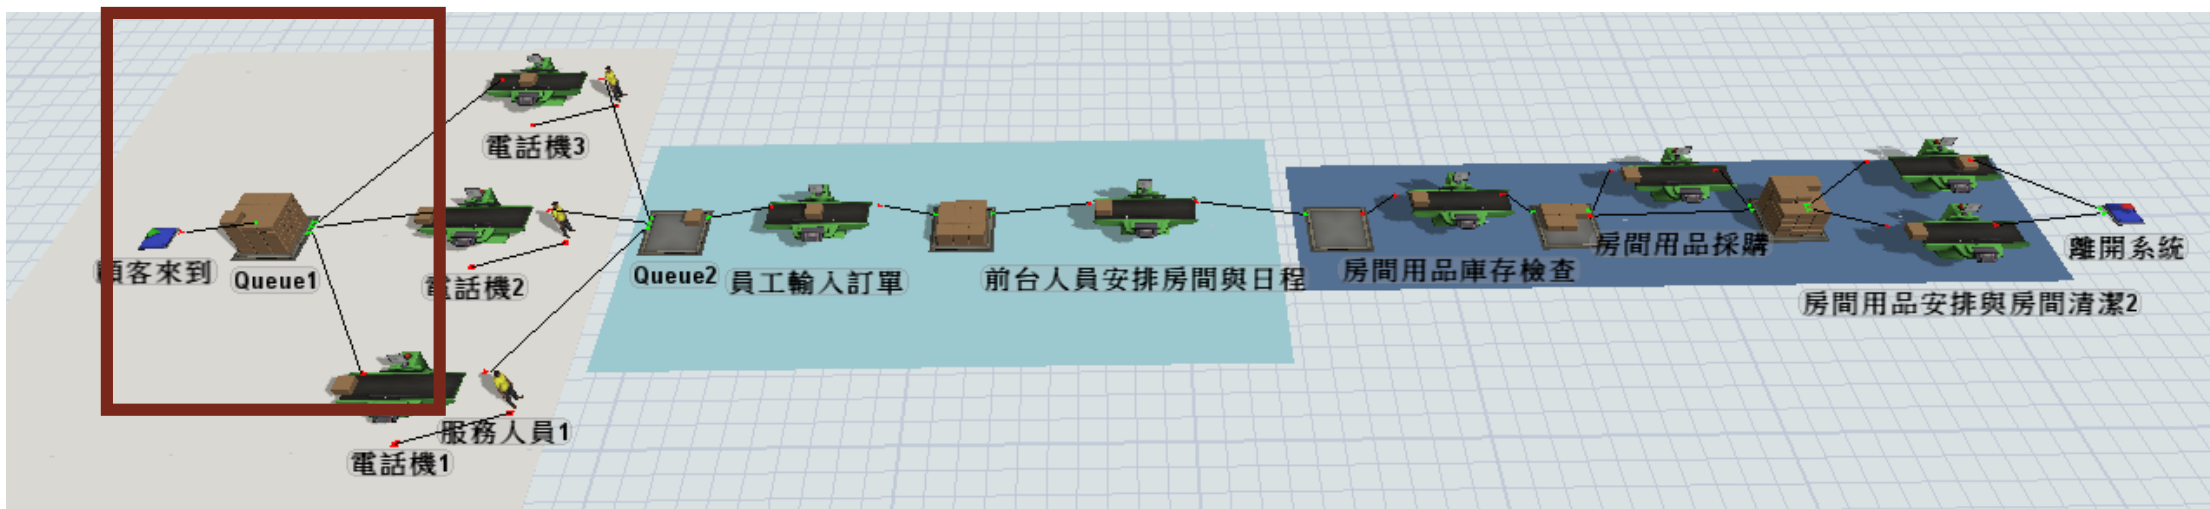 顧客來到
Queue1
電話機3
電話機2
電話機1
服務人員1
Queue2
員工輸入訂單
前台人員安排房間與日程
房間用品庫存檢查
房間用品採購
房間用品安排與房間清潔2
離開系統